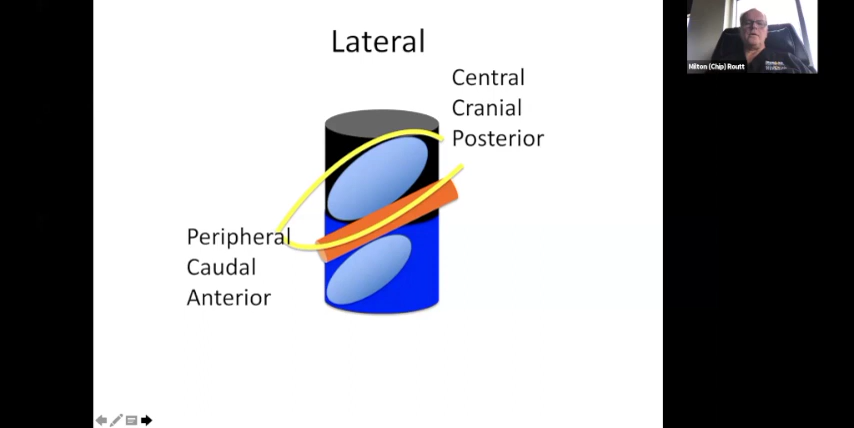 Lateral
Central
Cranial
Posterior
Peripheral
Caudal
Anterior
Milton (Chip) Routt